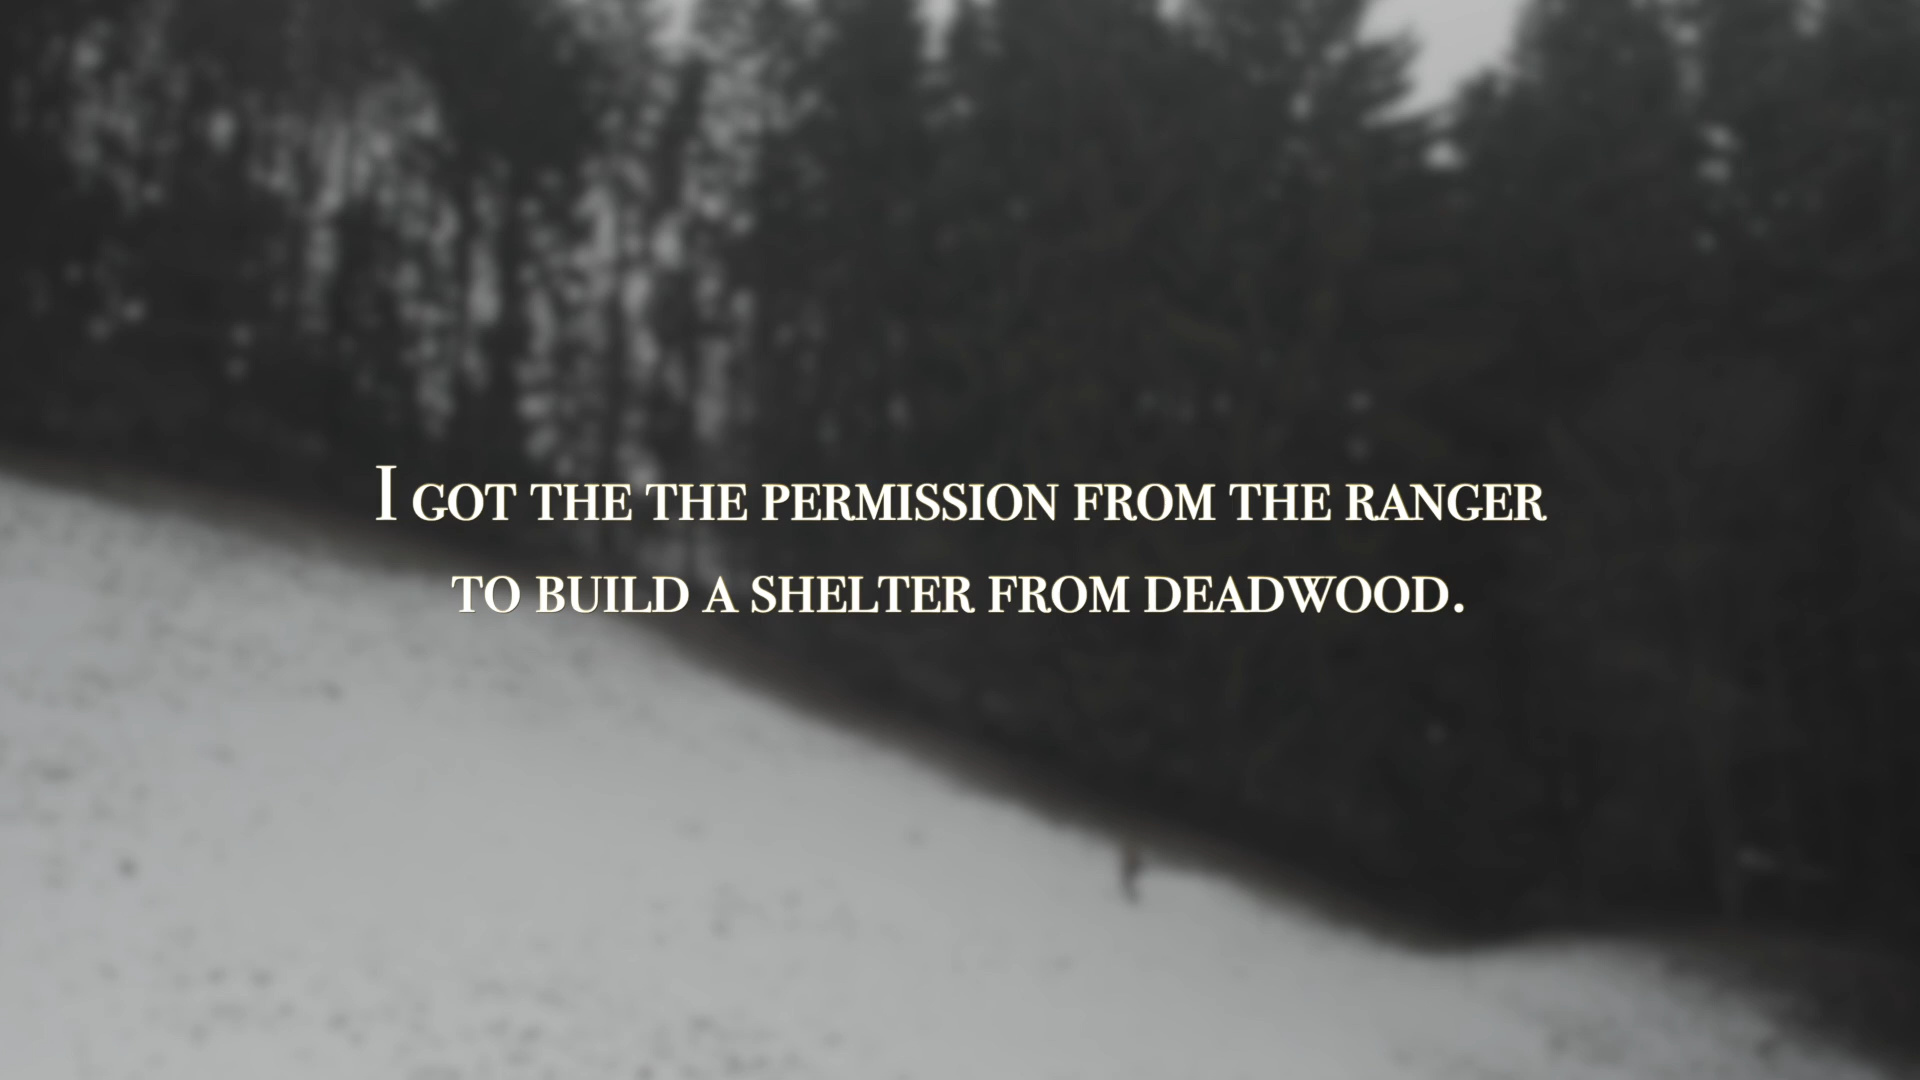 I got the the permission from the ranger
to build a shelter from deadwood.